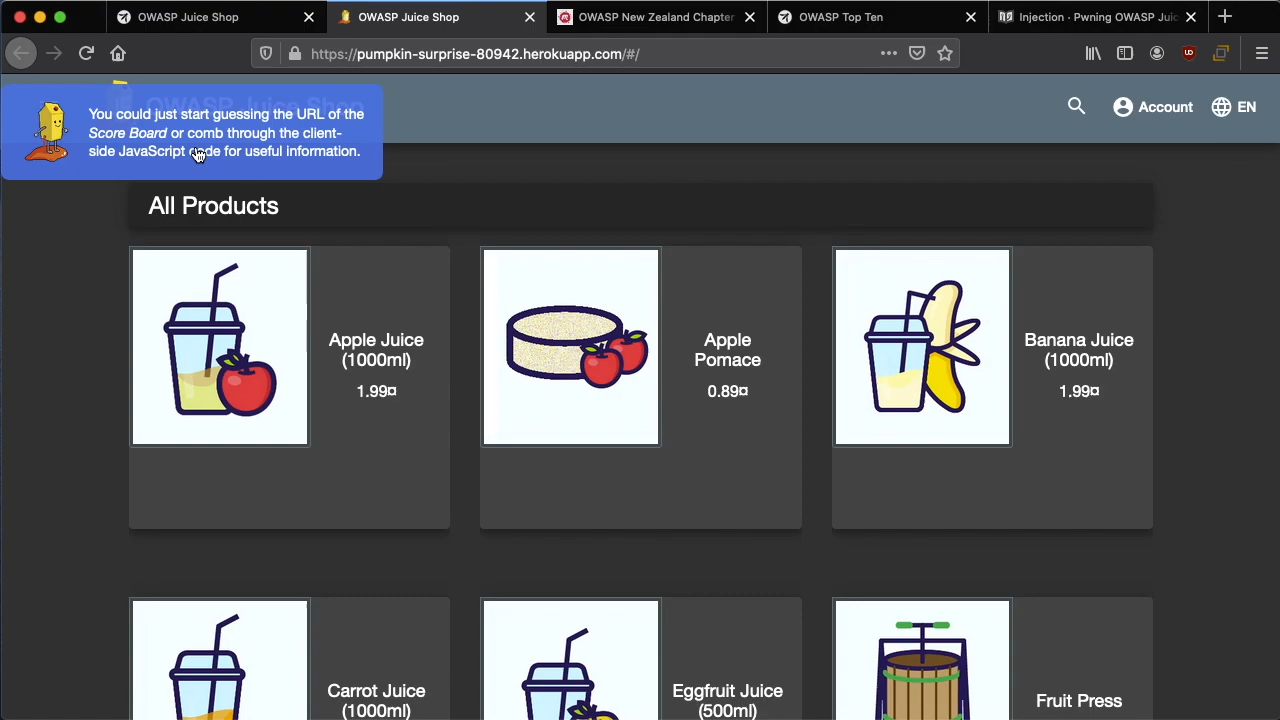 OWASP Juice Shop
OWASP Juice Shop
OWASP New Zealand Chapter
OWASP Top Ten
Injection · Pwning OWASP Juic
https://pumpkin-surprise-80942.herokuapp.com/#/
OWASP Juice Shop
Account
EN
You could just start guessing the URL of the
Score Board or comb through the client-
side JavaScript code for useful information.
All Products
Apple Juice
(1000ml)
1.99¤
Apple
Pomace
0.89¤
Banana Juice
(1000ml)
1.99¤
Carrot Juice
(1000ml)
Eggfruit Juice
(500ml)
Fruit Press